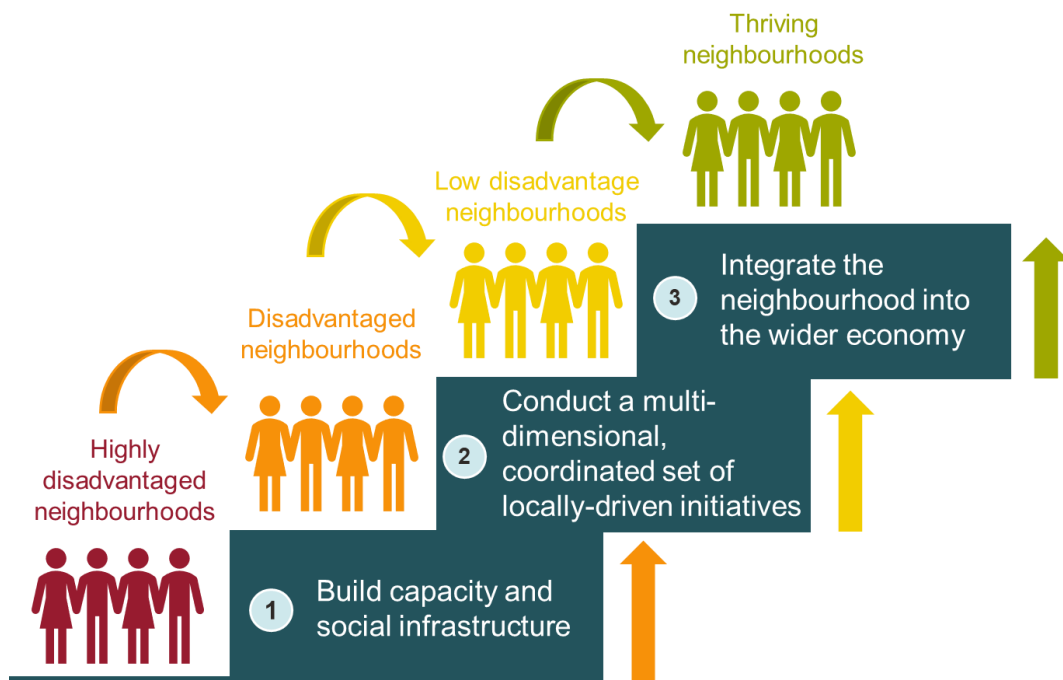 Thriving
neighbourhoods
Low disadvantage
neighbourhoods
3
Integrate the
neighbourhood into
the wider economy
Disadvantaged
neighbourhoods
2
Conduct a multi-
dimensional,
coordinated set of
locally-driven initiatives
Highly
disadvantaged
neighbourhoods
1
Build capacity and
social infrastructure